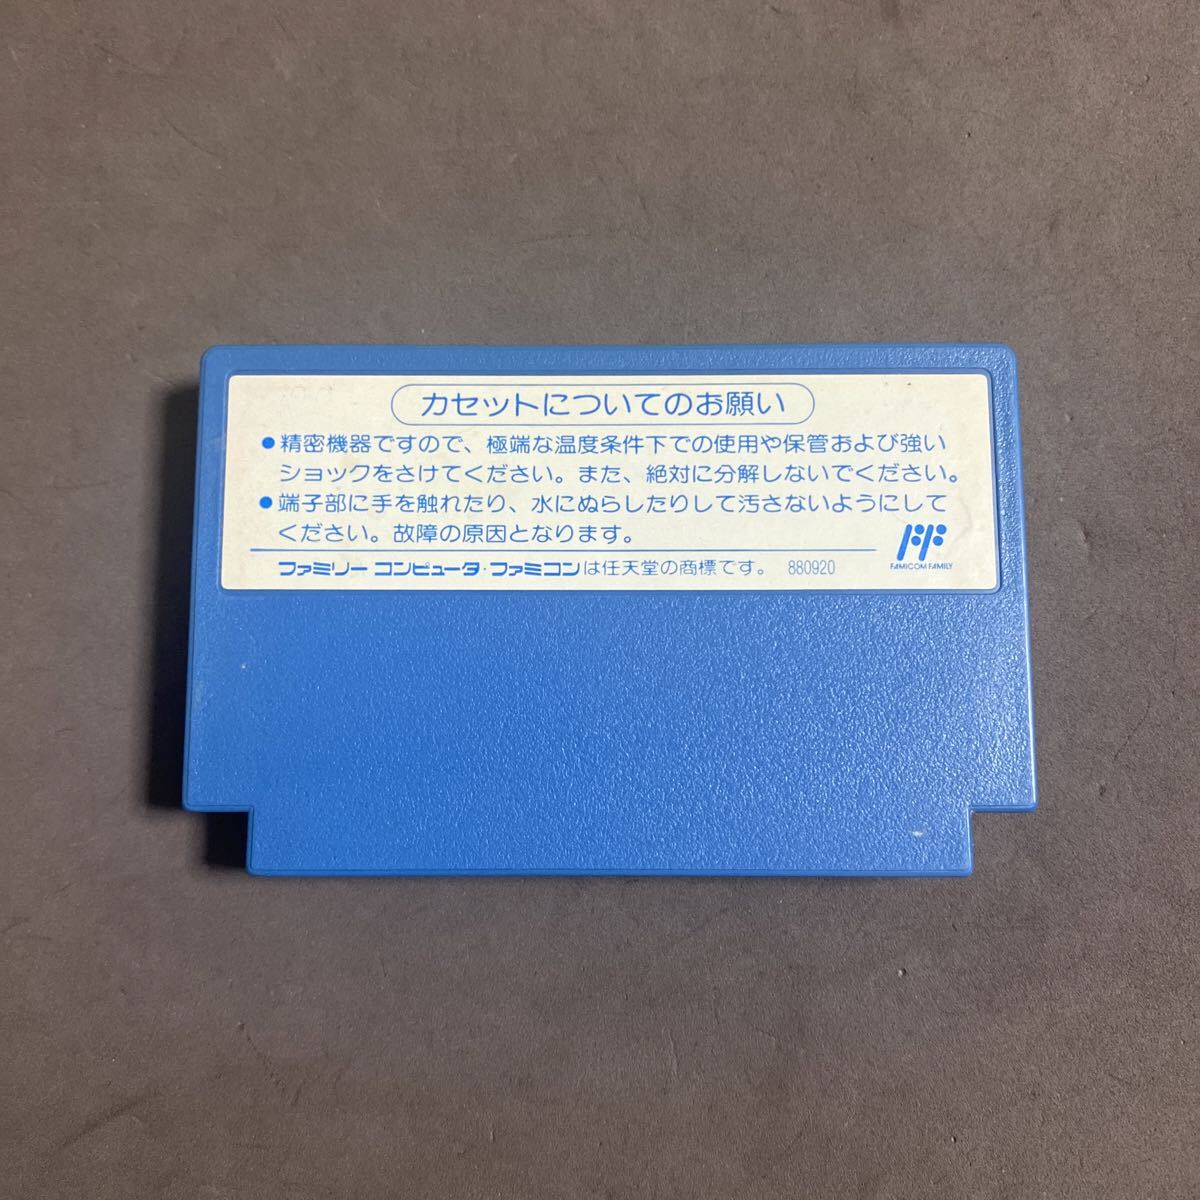 カセットについてのお願い
●精密機器ですので、極端な温度条件下での使用や保管および強い
ショックをさけてください。また、絶対に分解しないでください。
●端子部に手を触れたり、水にぬらしたりして汚さないようにして
ください。故障の原因となります。
FAMICOM FAMILY
ファミリー コンピュータ・ファミコンは任天堂の商標です。 880920